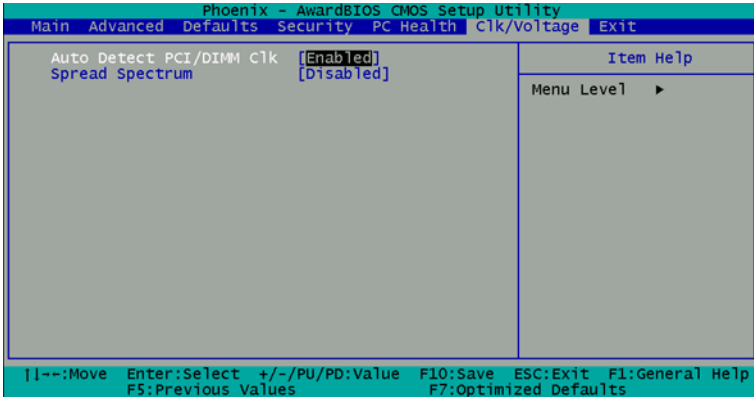 Phoenix - AwardBIOS CMOS Setup Utility
Main Advanced Defaults Security PC Health Clk/Voltage Exit
Auto Detect PCI/DIMM Clk [Enabled]
Spread Spectrum [Disabled]
Item Help
Menu Level ▶
↑↓→←:Move Enter:Select +/-/PU/PD:Value F10:Save ESC:Exit F1:General Help
F5:Previous Values F7:Optimized Defaults